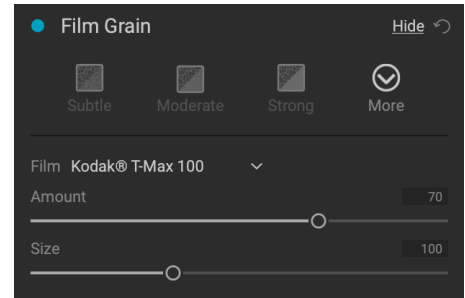 Film Grain Hide
Subtle Moderate Strong More
Film Kodak® T-Max 100
Amount 70
Size 100